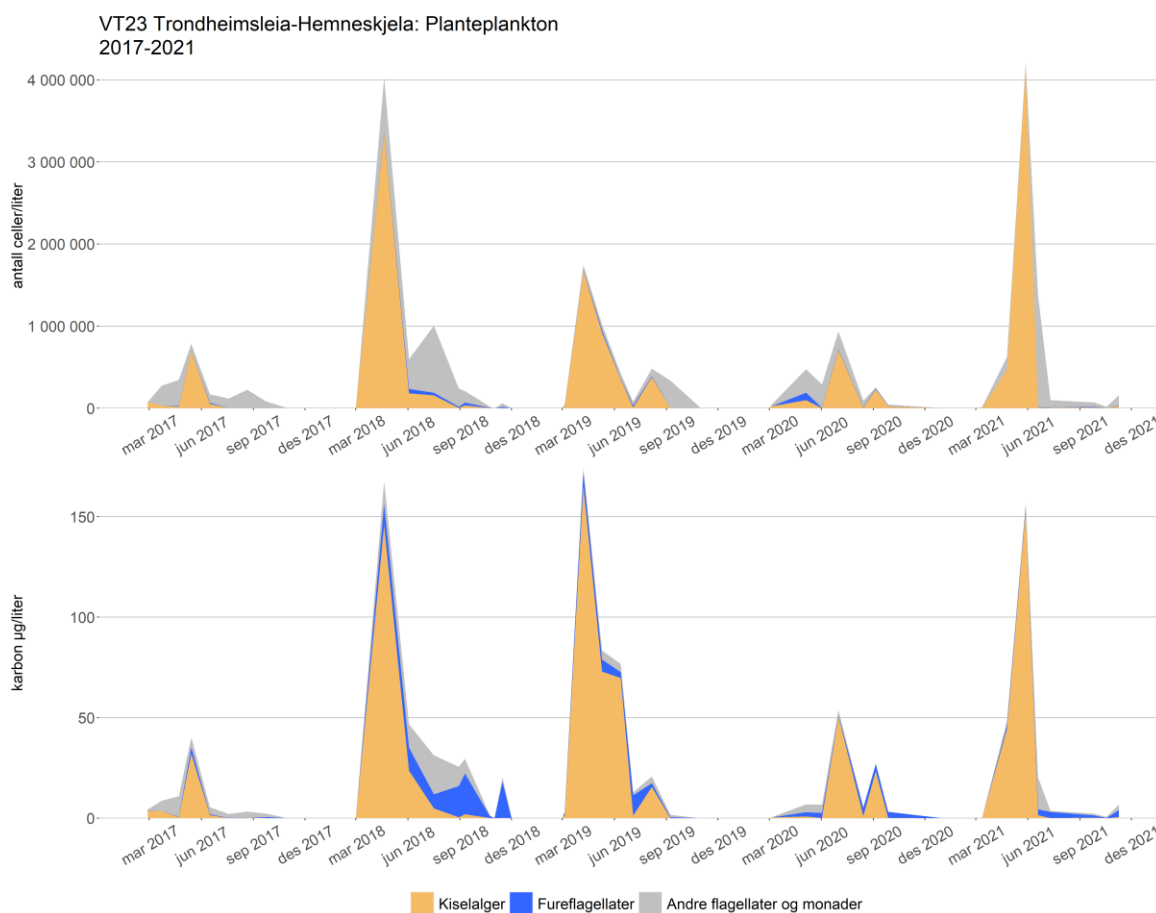 VT23 Trondheimsleia-Hemneskjela: Planteplankton
2017-2021
antall celler/liter
4 000 000
3 000 000
2 000 000
1 000 000
0
mar 2017 jun 2017 sep 2017 des 2017 mar 2018 jun 2018 sep 2018 des 2018 mar 2019 jun 2019 sep 2019 des 2019 mar 2020 jun 2020 sep 2020 des 2020 mar 2021 jun 2021 sep 2021 des 2021
karbon µg/liter
150
100
50
0
mar 2017 jun 2017 sep 2017 des 2017 mar 2018 jun 2018 sep 2018 des 2018 mar 2019 jun 2019 sep 2019 des 2019 mar 2020 jun 2020 sep 2020 des 2020 mar 2021 jun 2021 sep 2021 des 2021
Kiselalger Fureflagellater Andre flagellater og monader